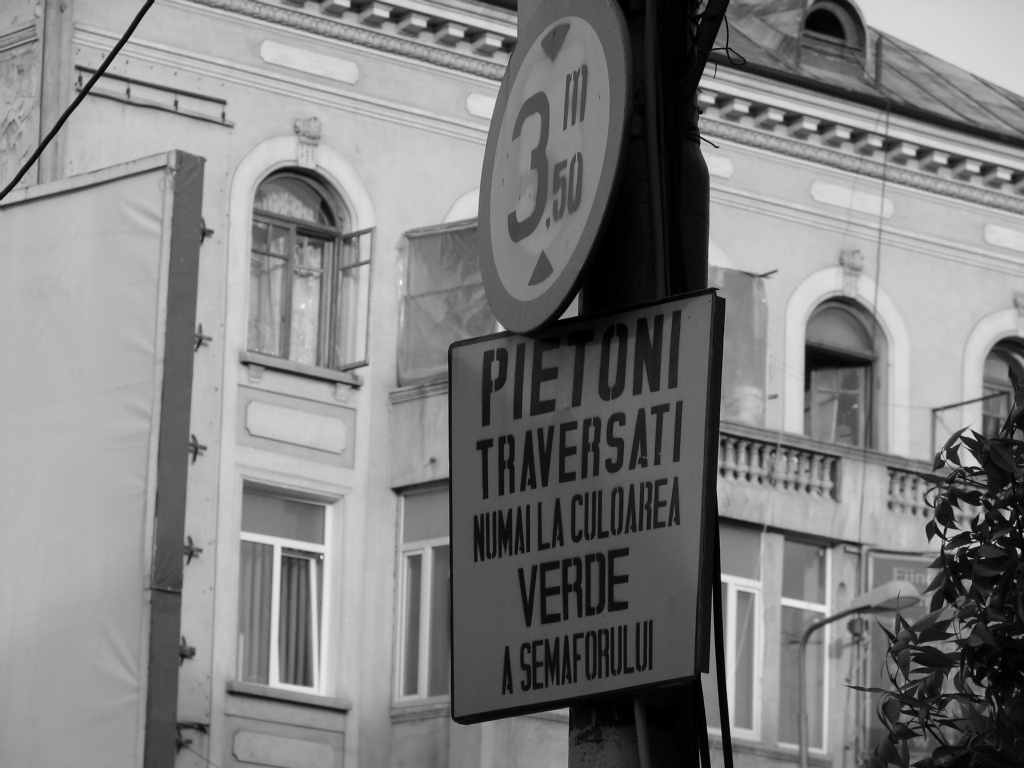 3.50 m
PIETONI
TRAVERSATI
NUMAI LA CULOAREA
VERDE
A SEMAFORULUI